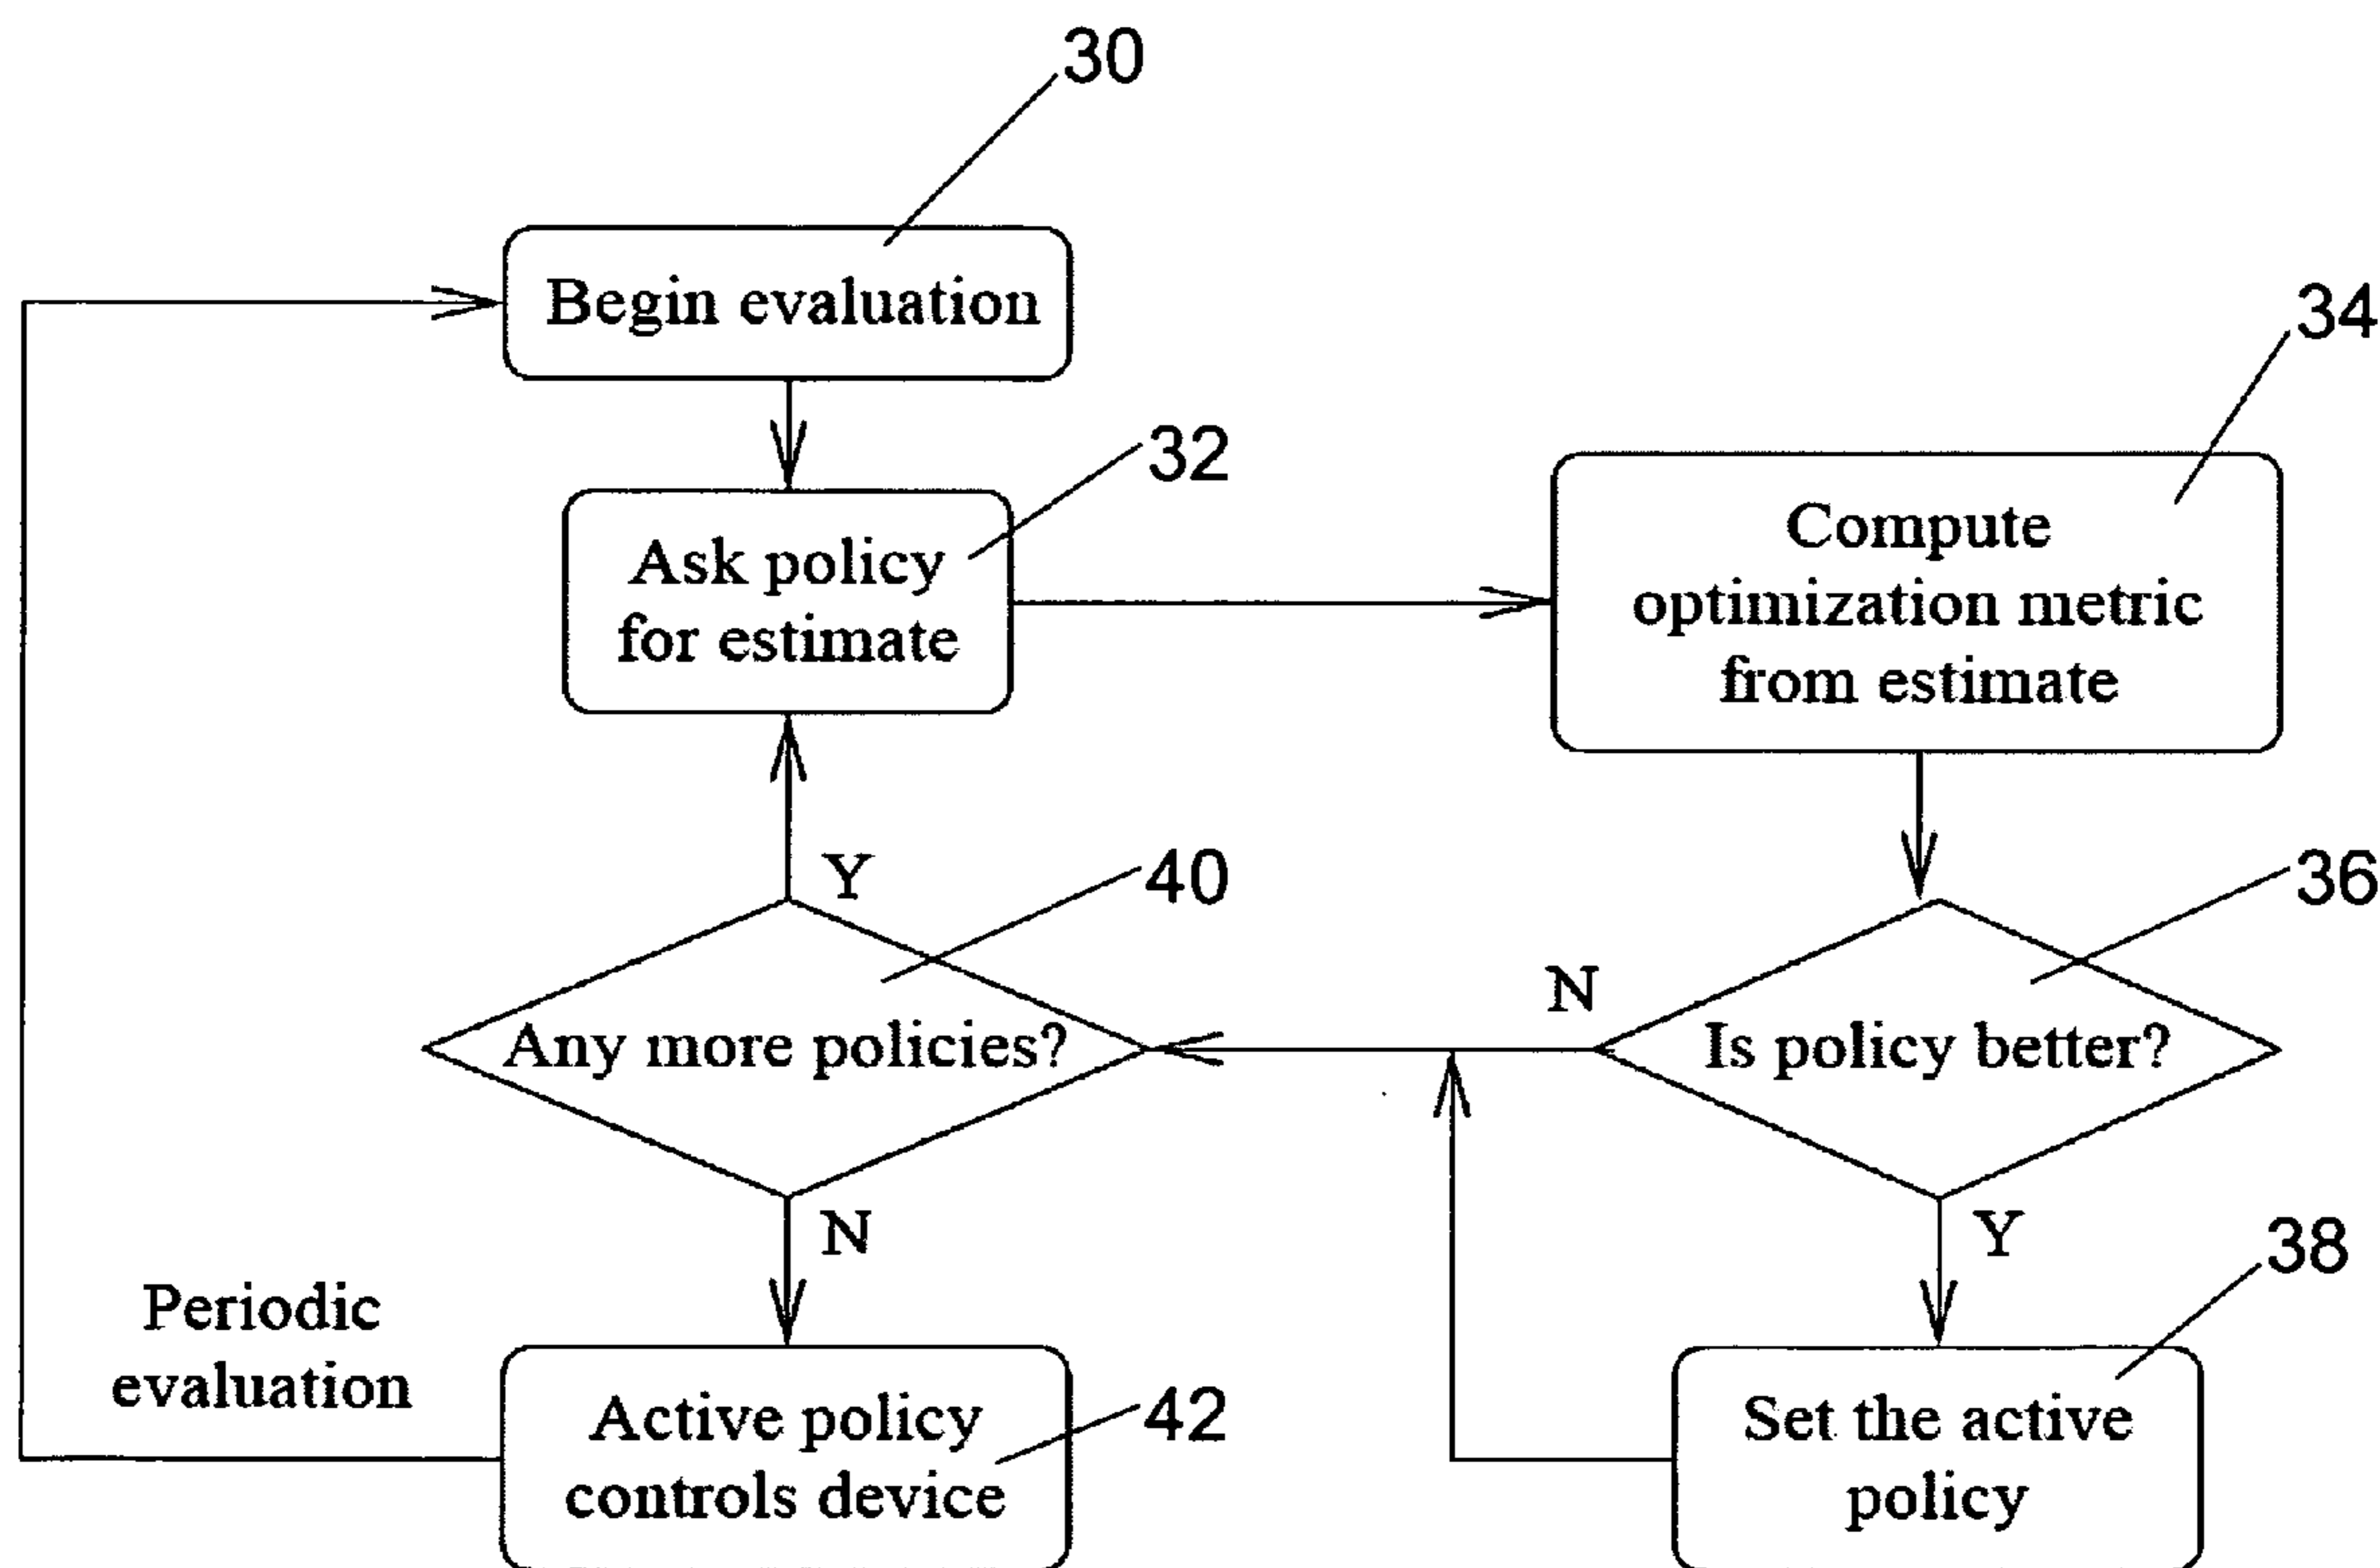 30
Begin evaluation
32
Ask policy
for estimate
34
Compute
optimization metric
from estimate
36
Is policy better?
N
Y
38
Set the active
policy
40
Any more policies?
Y
N
42
Active policy
controls device
Periodic
evaluation